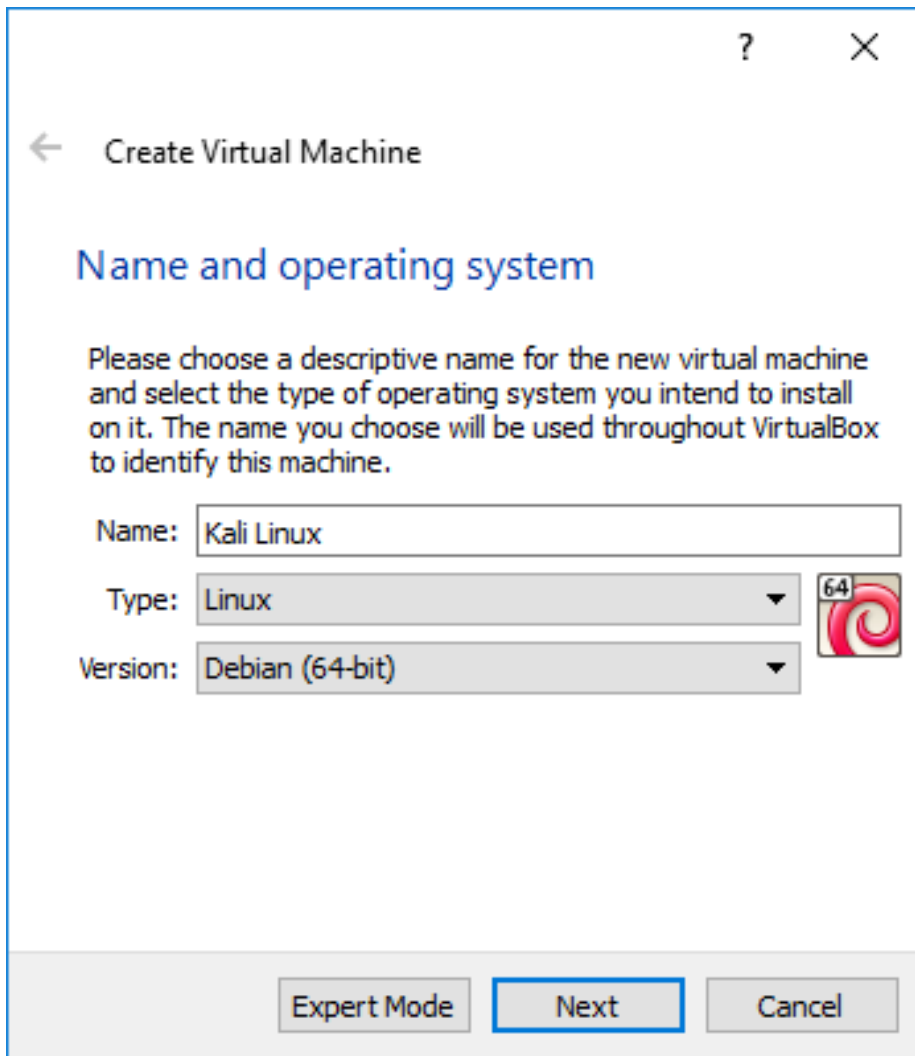 ?
Create Virtual Machine
Name and operating system
Please choose a descriptive name for the new virtual machine
and select the type of operating system you intend to install
on it. The name you choose will be used throughout VirtualBox
to identify this machine.
Name: Kali Linux
Type: Linux
64
Version: Debian (64-bit)
Expert Mode Next Cancel